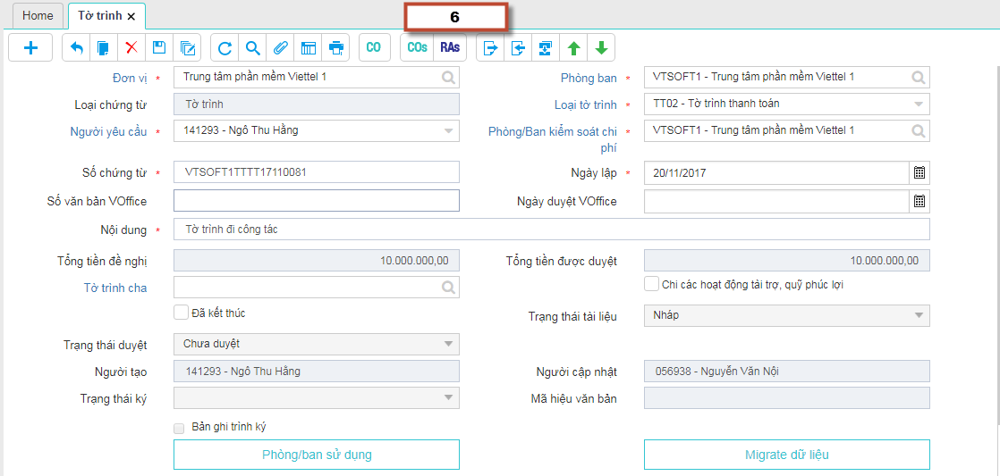 Home Tờ trình
6
CO COs RAs
Đơn vị * Trung tâm phần mềm Viettel 1 Phòng ban * VTSOFT1 - Trung tâm phần mềm Viettel 1
Loại chứng từ Tờ trình Loại tờ trình * TT02 - Tờ trình thanh toán
Người yêu cầu * 141293 - Ngô Thu Hằng Phòng/Ban kiểm soát chi phí * VTSOFT1 - Trung tâm phần mềm Viettel 1
Số chứng từ * VTSOFT1TTTT17110081 Ngày lập * 20/11/2017
Số văn bản VOffice Ngày duyệt VOffice
Nội dung * Tờ trình đi công tác
Tổng tiền đề nghị 10.000.000,00 Tổng tiền được duyệt 10.000.000,00
Tờ trình cha Chi các hoạt động tài trợ, quỹ phúc lợi
Đã kết thúc Trạng thái tài liệu Nháp
Trạng thái duyệt Chưa duyệt
Người tạo 141293 - Ngô Thu Hằng Người cập nhật 056938 - Nguyễn Văn Nội
Trạng thái ký Mã hiệu văn bản
Bản ghi trình ký
Phòng/ban sử dụng Migrate dữ liệu